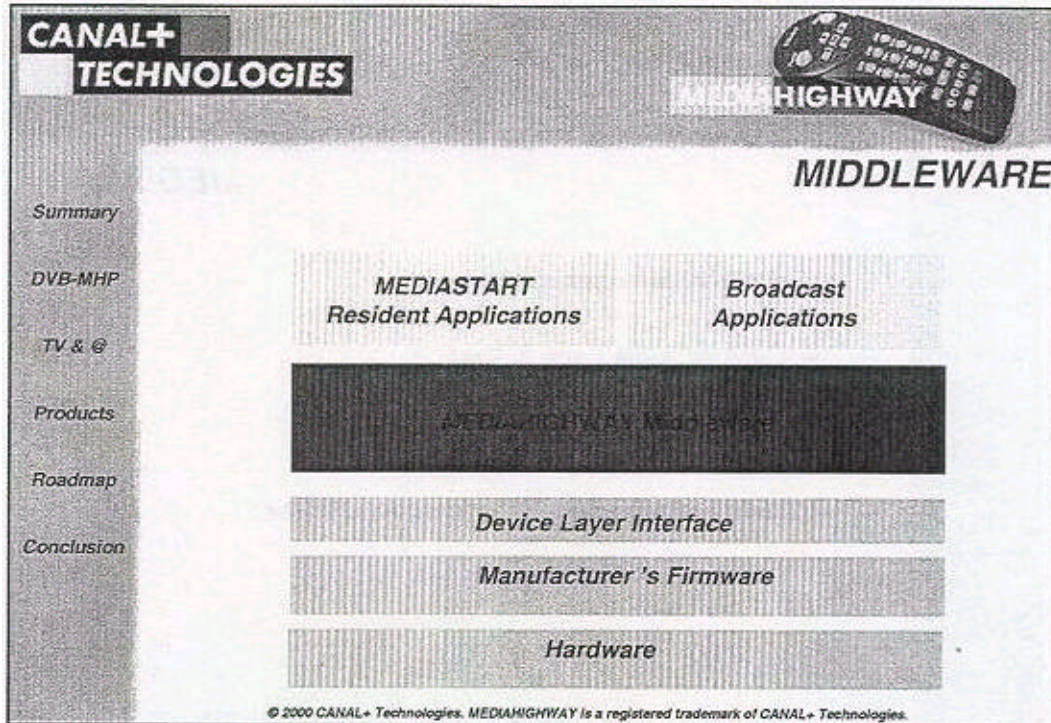 CANAL+
TECHNOLOGIES
MEDIAHIGHWAY
MIDDLEWARE
Summary
DVB-MHP
TV & @
Products
Roadmap
Conclusion
MEDIASTART
Resident Applications
Broadcast
Applications
MEDIAHIGHWAY Middleware
Device Layer Interface
Manufacturer 's Firmware
Hardware
© 2000 CANAL+ Technologies. MEDIAHIGHWAY is a registered trademark of CANAL+ Technologies.